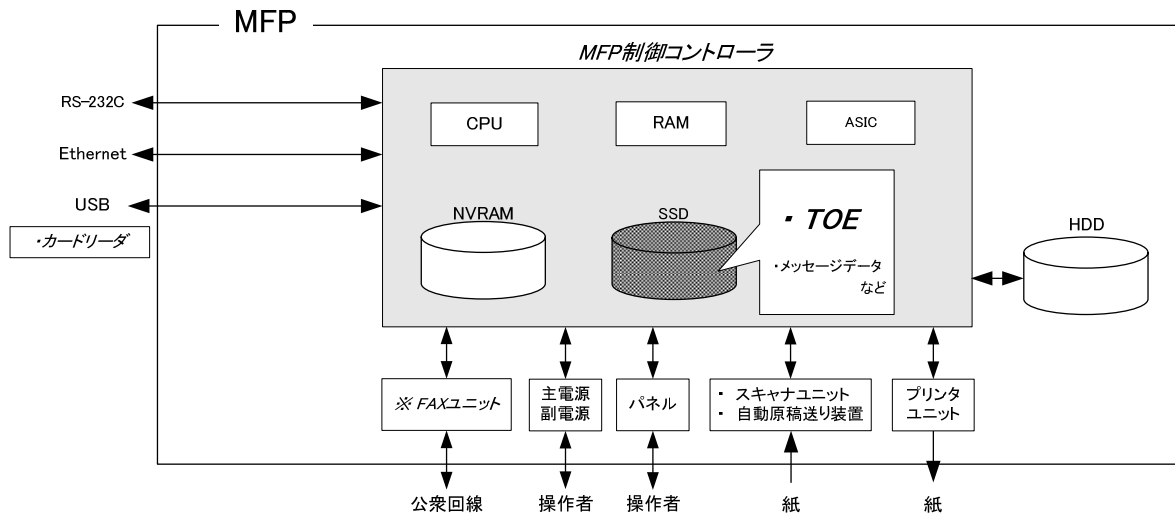 MFP
MFP制御コントローラ
RS-232C
CPU
RAM
ASIC
Ethernet
USB
・カードリーダ
NVRAM
SSD
・TOE
・メッセージデータ
など
HDD
※ FAXユニット
主電源
副電源
パネル
・ スキャナユニット
・ 自動原稿送り装置
プリンタ
ユニット
公衆回線
操作者
操作者
紙
紙